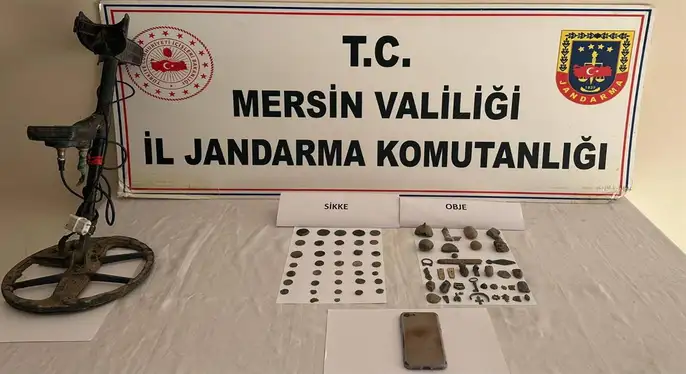 T.C.
MERSİN VALİLİĞİ
İL JANDARMA KOMUTANLIĞI
JANDARMA
SİKKE
OBJE